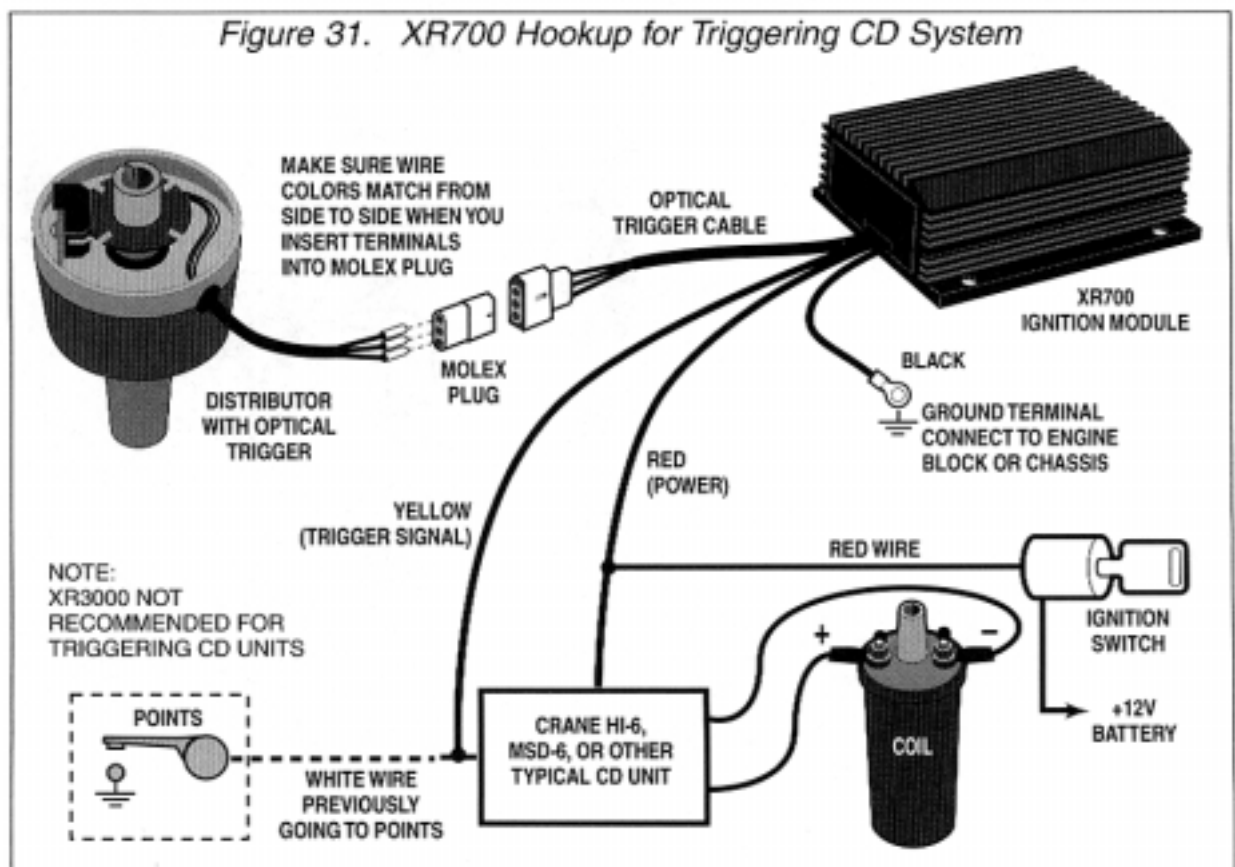 Figure 31. XR700 Hookup for Triggering CD System
MAKE SURE WIRE
COLORS MATCH FROM
SIDE TO SIDE WHEN YOU
INSERT TERMINALS
INTO MOLEX PLUG
OPTICAL
TRIGGER CABLE
XR700
IGNITION MODULE
MOLEX
PLUG
BLACK
DISTRIBUTOR
WITH OPTICAL
TRIGGER
GROUND TERMINAL
CONNECT TO ENGINE
BLOCK OR CHASSIS
RED
(POWER)
YELLOW
(TRIGGER SIGNAL)
RED WIRE
NOTE:
XR3000 NOT
RECOMMENDED FOR
TRIGGERING CD UNITS
IGNITION
SWITCH
+
–
POINTS
CRANE HI-6,
MSD-6, OR OTHER
TYPICAL CD UNIT
COIL
+12V
BATTERY
WHITE WIRE
PREVIOUSLY
GOING TO POINTS